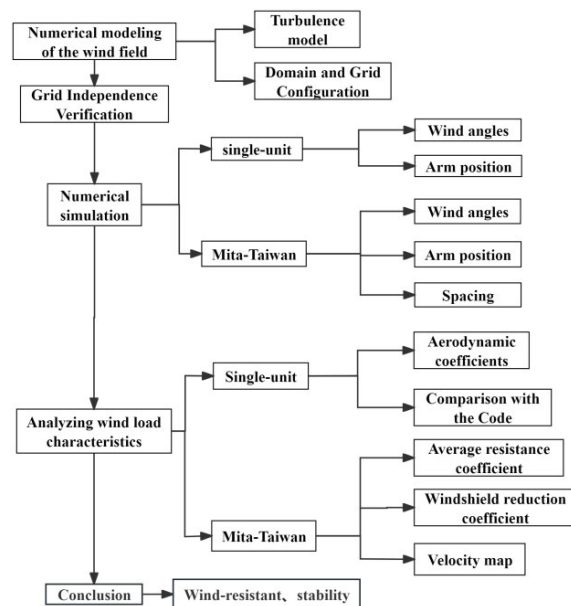 Numerical modeling
of the wind field
Turbulence
model
Domain and Grid
Configuration
Grid Independence
Verification
Numerical
simulation
single-unit
Wind angles
Arm position
Mita-Taiwan
Wind angles
Arm position
Spacing
Analyzing wind load
characteristics
Single-unit
Aerodynamic
coefficients
Comparison with
the Code
Mita-Taiwan
Average resistance
coefficient
Windshield reduction
coefficient
Velocity map
Conclusion
Wind-resistant、stability